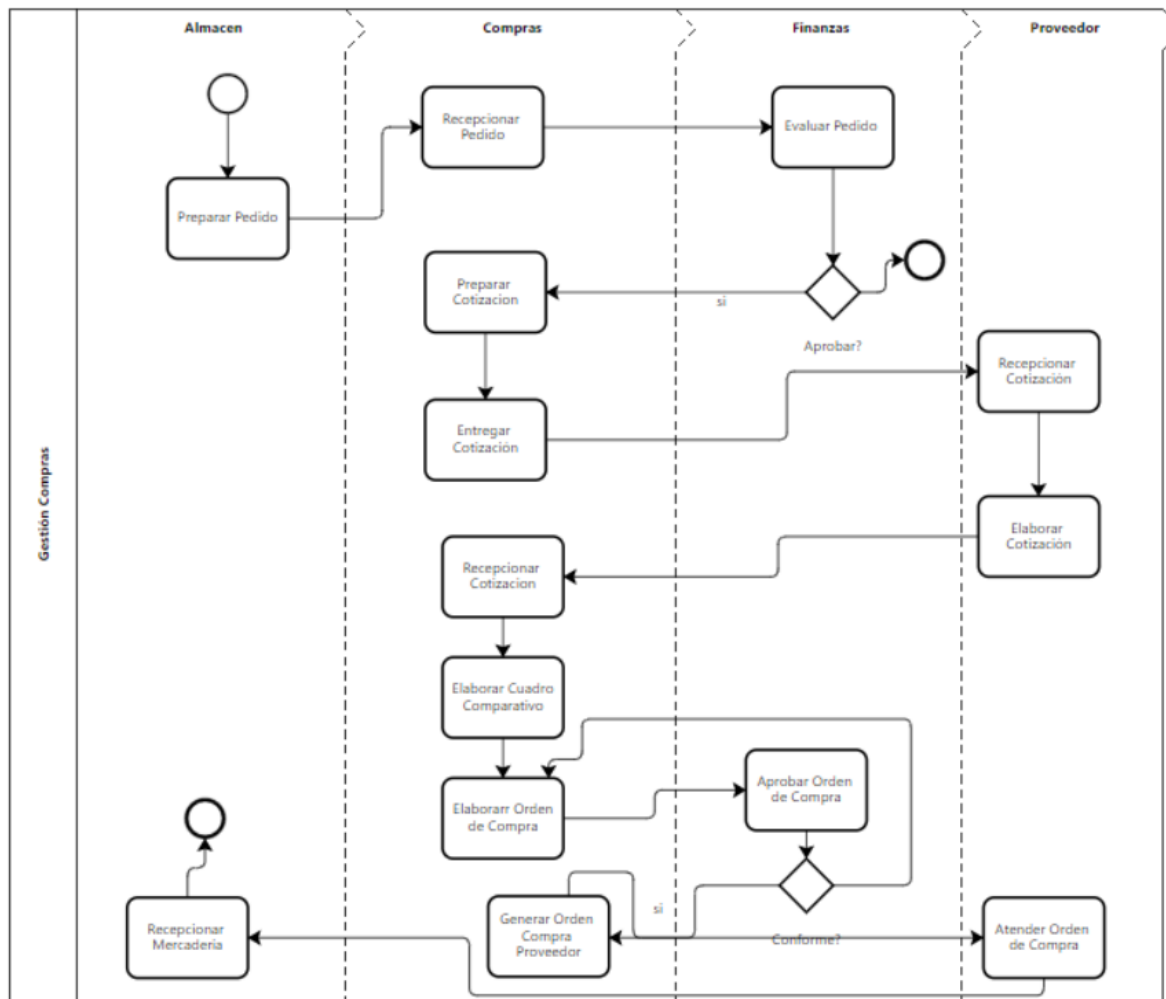 Almacen
Compras
Finanzas
Proveedor
Gestión Compras
Recepcionar
Pedido
Evaluar Pedido
Preparar Pedido
Preparar
Cotizacion
si
Aprobar?
Recepcionar
Cotización
Entregar
Cotización
Elaborar
Cotización
Recepcionar
Cotizacion
Elaborar Cuadro
Comparativo
Aprobar Orden
de Compra
Elaborarr Orden
de Compra
si
Generar Orden
Compra
Proveedor
Conforme?
Atender Orden
de Compra
Recepcionar
Mercadería